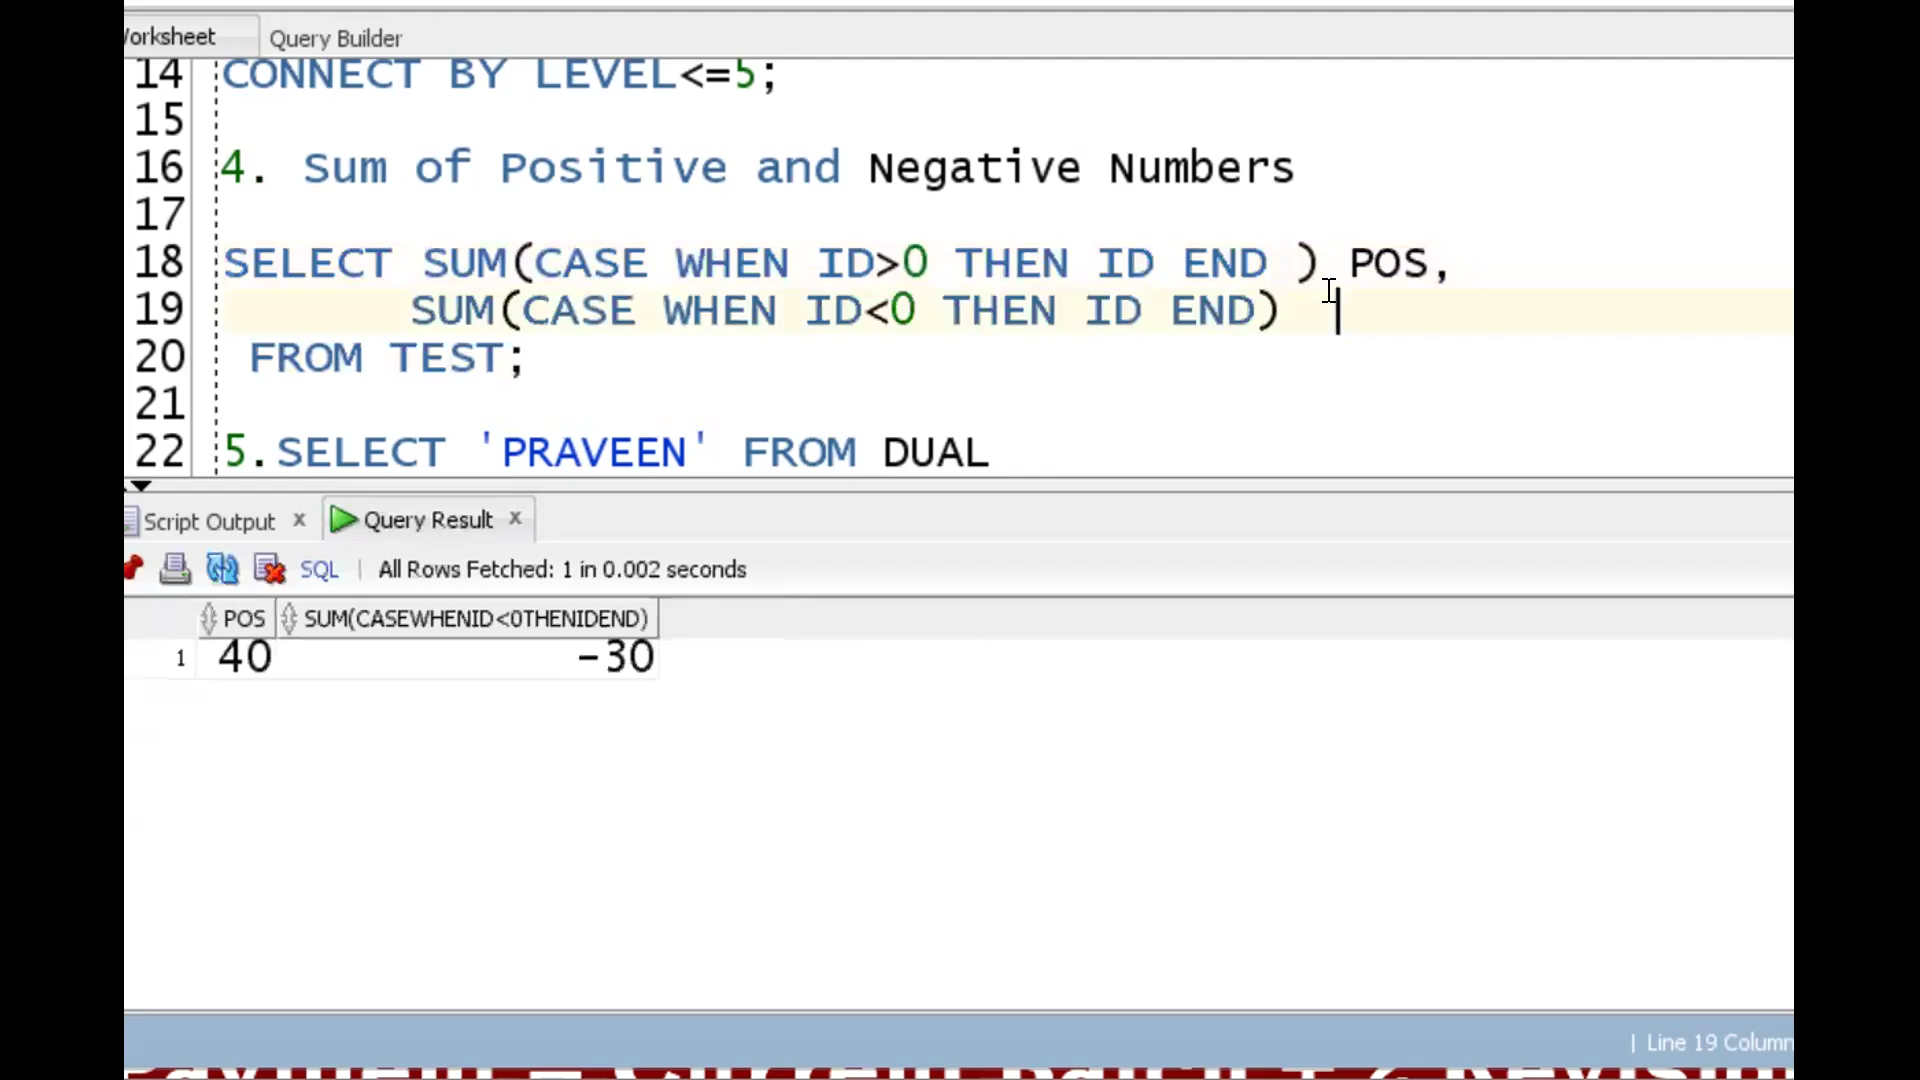 orksheet
Query Builder
14 CONNECT BY LEVEL<=5;
15
16 4. Sum of Positive and Negative Numbers
17
18 SELECT SUM(CASE WHEN ID>0 THEN ID END ) POS,
19 SUM(CASE WHEN ID<0 THEN ID END)
20 FROM TEST;
21
22 5.SELECT 'PRAVEEN' FROM DUAL
Script Output x Query Result x
SQL | All Rows Fetched: 1 in 0.002 seconds
POS SUM(CASEWHENID<0THENIDEND)
1 40 -30
| Line 19 Column